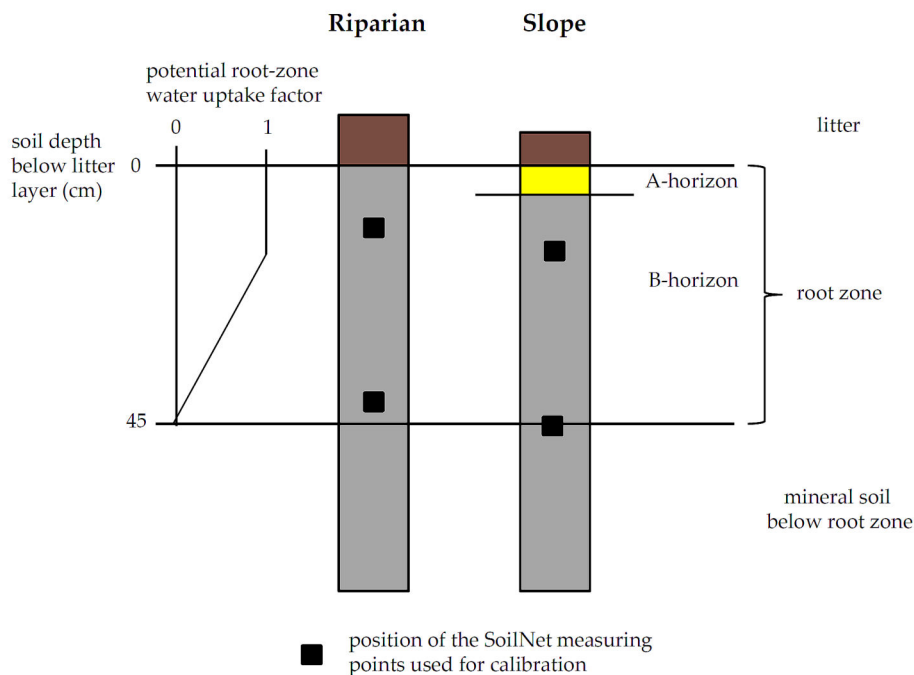 Riparian
Slope
potential root-zone
water uptake factor
0
1
litter
soil depth
below litter
layer (cm)
0
A-horizon
B-horizon
root zone
45
mineral soil
below root zone
position of the SoilNet measuring
points used for calibration